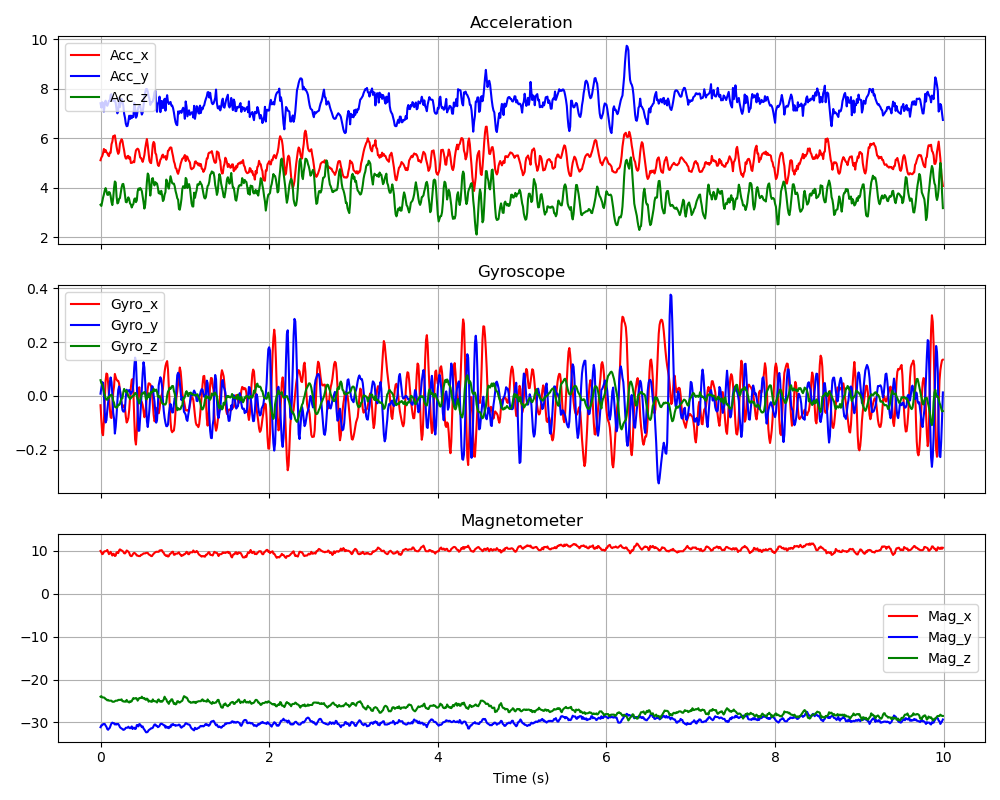 Acceleration
10
8
6
4
2
Acc_x
Acc_y
Acc_z
Gyroscope
0.4
0.2
0.0
−0.2
Gyro_x
Gyro_y
Gyro_z
Magnetometer
10
0
−10
−20
−30
Mag_x
Mag_y
Mag_z
0 2 4 6 8 10
Time (s)